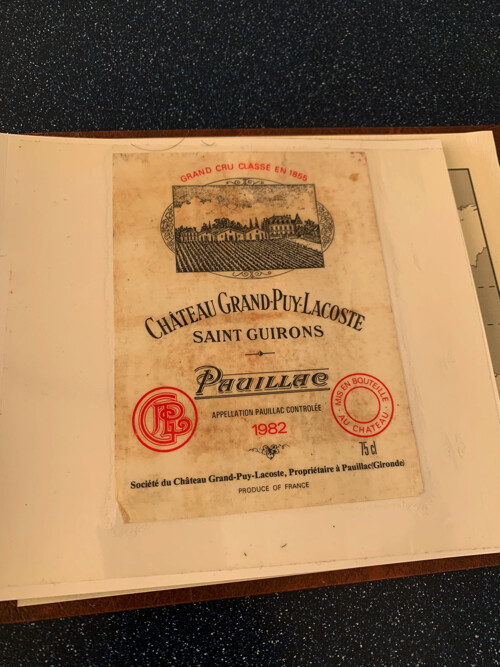 GRAND CRU CLASSÉ EN 1855
CHÂTEAU GRAND-PUY-LACOSTE
SAINT GUIRONS
PAUILLAC
APPELLATION PAUILLAC CONTROLÉE
1982
MIS EN BOUTEILLE
AU CHATEAU
75 cl
Société du Château Grand-Puy-Lacoste, Propriétaire à Pauillac(Gironde)
PRODUCE OF FRANCE